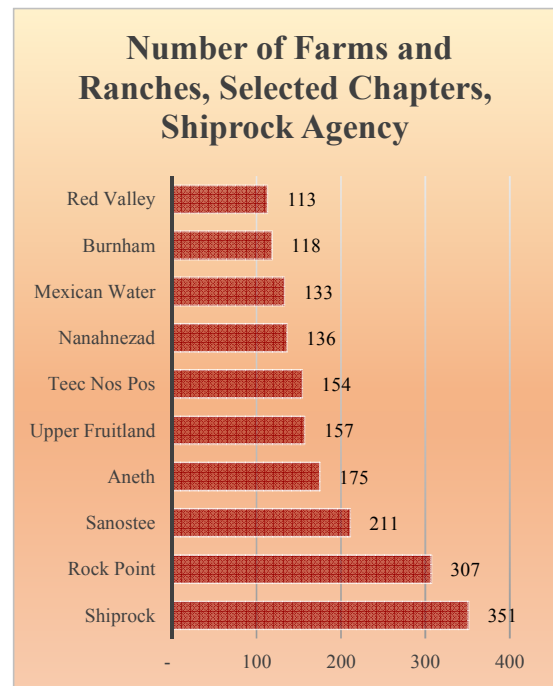 Number of Farms and
Ranches, Selected Chapters,
Shiprock Agency
Red Valley 113
Burnham 118
Mexican Water 133
Nanahnezad 136
Teec Nos Pos 154
Upper Fruitland 157
Aneth 175
Sanostee 211
Rock Point 307
Shiprock 351
- 100 200 300 400